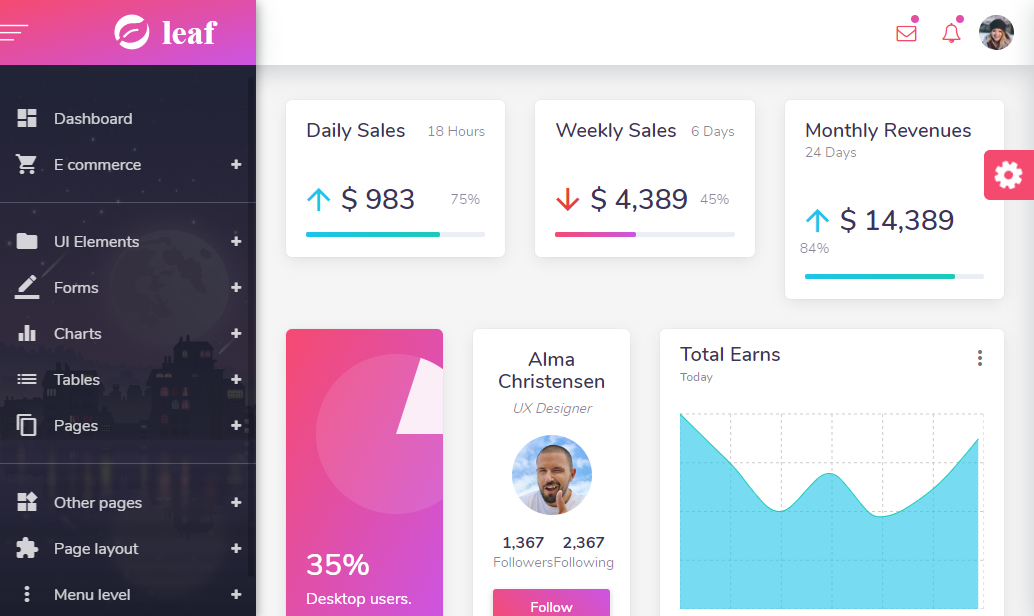 leaf
Dashboard
E commerce
UI Elements
Forms
Charts
Tables
Pages
Other pages
Page layout
Menu level
Daily Sales 18 Hours
$ 983 75%
Weekly Sales 6 Days
$ 4,389 45%
Monthly Revenues
24 Days
$ 14,389
84%
35%
Desktop users.
Alma
Christensen
UX Designer
1,367 2,367
Followers Following
Follow
Total Earns
Today